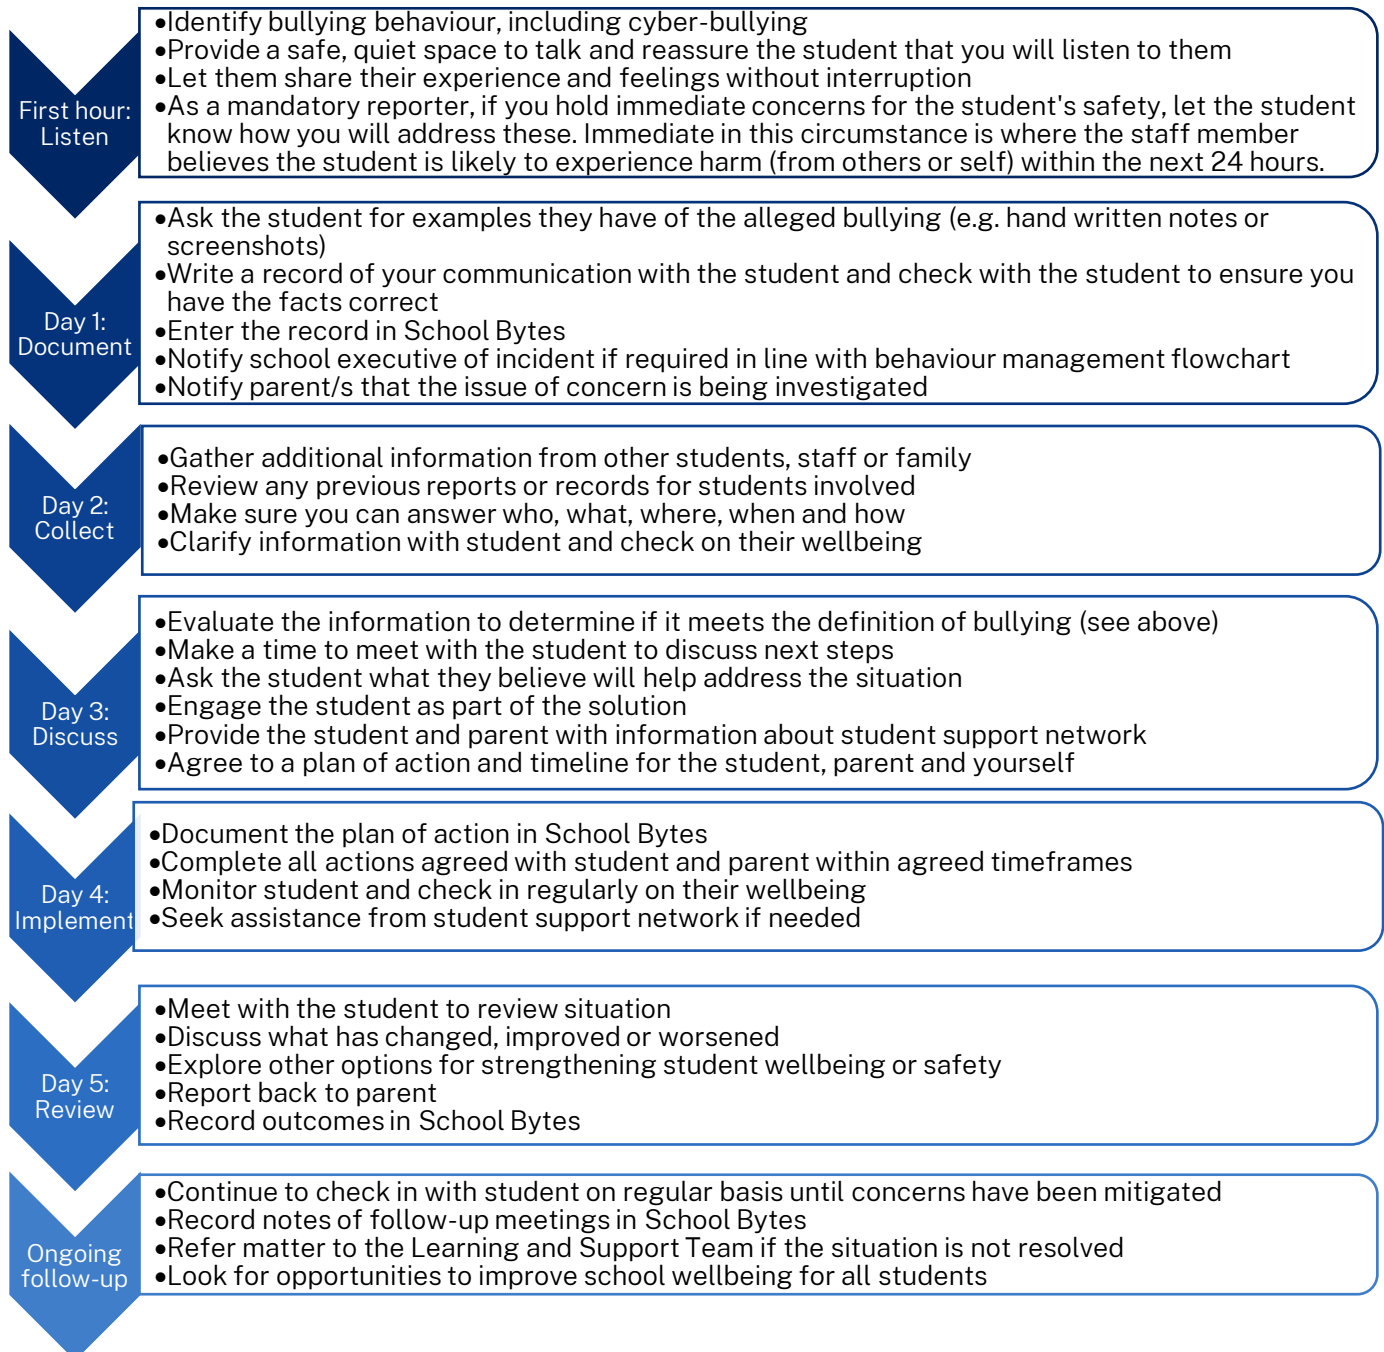 First hour:
Listen
•Identify bullying behaviour, including cyber-bullying
•Provide a safe, quiet space to talk and reassure the student that you will listen to them
•Let them share their experience and feelings without interruption
•As a mandatory reporter, if you hold immediate concerns for the student's safety, let the student
know how you will address these. Immediate in this circumstance is where the staff member
believes the student is likely to experience harm (from others or self) within the next 24 hours.
Day 1:
Document
•Ask the student for examples they have of the alleged bullying (e.g. hand written notes or
screenshots)
•Write a record of your communication with the student and check with the student to ensure you
have the facts correct
•Enter the record in School Bytes
•Notify school executive of incident if required in line with behaviour management flowchart
•Notify parent/s that the issue of concern is being investigated
Day 2:
Collect
•Gather additional information from other students, staff or family
•Review any previous reports or records for students involved
•Make sure you can answer who, what, where, when and how
•Clarify information with student and check on their wellbeing
Day 3:
Discuss
•Evaluate the information to determine if it meets the definition of bullying (see above)
•Make a time to meet with the student to discuss next steps
•Ask the student what they believe will help address the situation
•Engage the student as part of the solution
•Provide the student and parent with information about student support network
•Agree to a plan of action and timeline for the student, parent and yourself
Day 4:
Implement
•Document the plan of action in School Bytes
•Complete all actions agreed with student and parent within agreed timeframes
•Monitor student and check in regularly on their wellbeing
•Seek assistance from student support network if needed
Day 5:
Review
•Meet with the student to review situation
•Discuss what has changed, improved or worsened
•Explore other options for strengthening student wellbeing or safety
•Report back to parent
•Record outcomes in School Bytes
Ongoing
follow-up
•Continue to check in with student on regular basis until concerns have been mitigated
•Record notes of follow-up meetings in School Bytes
•Refer matter to the Learning and Support Team if the situation is not resolved
•Look for opportunities to improve school wellbeing for all students